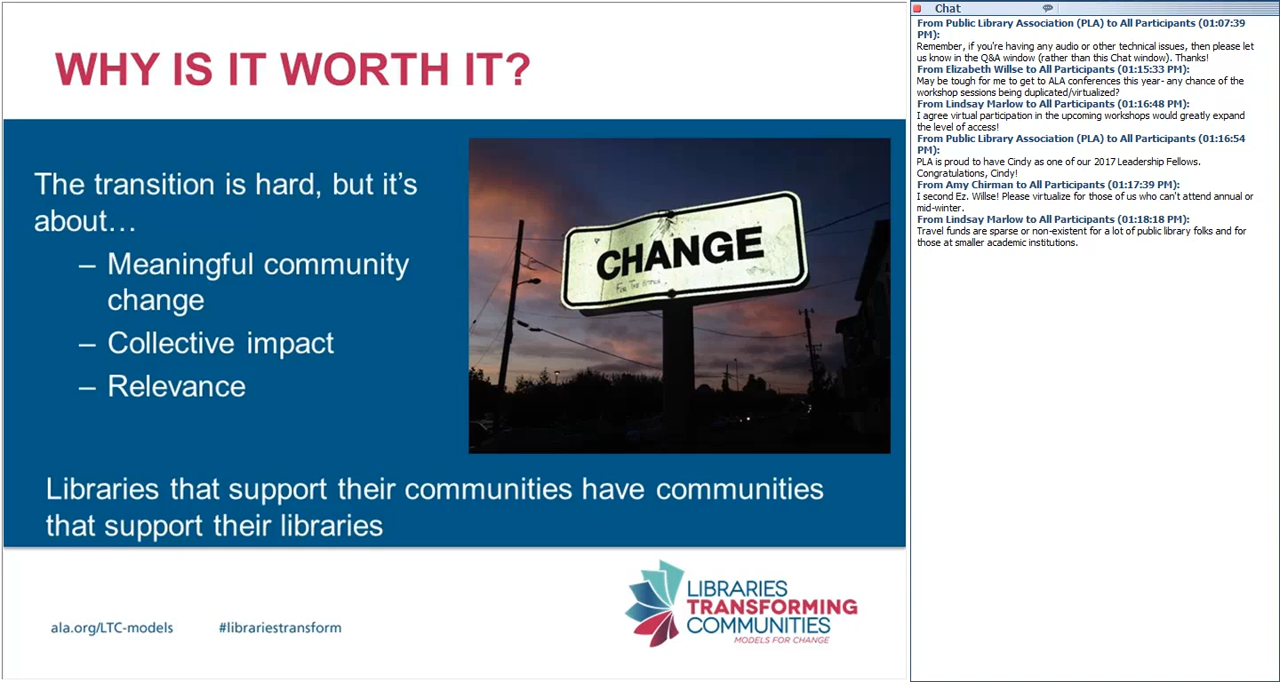 WHY IS IT WORTH IT?
The transition is hard, but it's
about…
– Meaningful community
change
– Collective impact
– Relevance
CHANGE
Libraries that support their communities have communities
that support their libraries
ala.org/LTC-models
#librariestransform
LIBRARIES
TRANSFORMING
COMMUNITIES
MODELS FOR CHANGE
Chat
From Public Library Association (PLA) to All Participants (01:07:39
PM):
Remember, if you're having any audio or other technical issues, then please let
us know in the Q&A window (rather than this Chat window). Thanks!
From Elizabeth Willse to All Participants (01:15:33 PM):
May be tough for me to get to ALA conferences this year- any chance of the
workshop sessions being duplicated/virtualized?
From Lindsay Marlow to All Participants (01:16:48 PM):
I agree virtual participation in the upcoming workshops would greatly expand
the level of access!
From Public Library Association (PLA) to All Participants (01:16:54
PM):
PLA is proud to have Cindy as one of our 2017 Leadership Fellows.
Congratulations, Cindy!
From Amy Chirman to All Participants (01:17:39 PM):
I second Ez. Willse! Please virtualize for those of us who can't attend annual or
mid-winter.
From Lindsay Marlow to All Participants (01:18:18 PM):
Travel funds are sparse or non-existent for a lot of public library folks and for
those at smaller academic institutions.